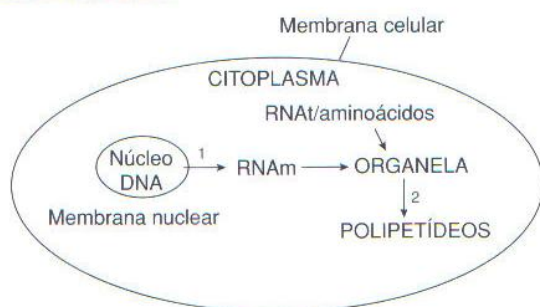 Membrana celular
CITOPLASMA
RNAt/aminoácidos
Núcleo
DNA
1
RNAm
ORGANELA
Membrana nuclear
2
POLIPETÍDEOS